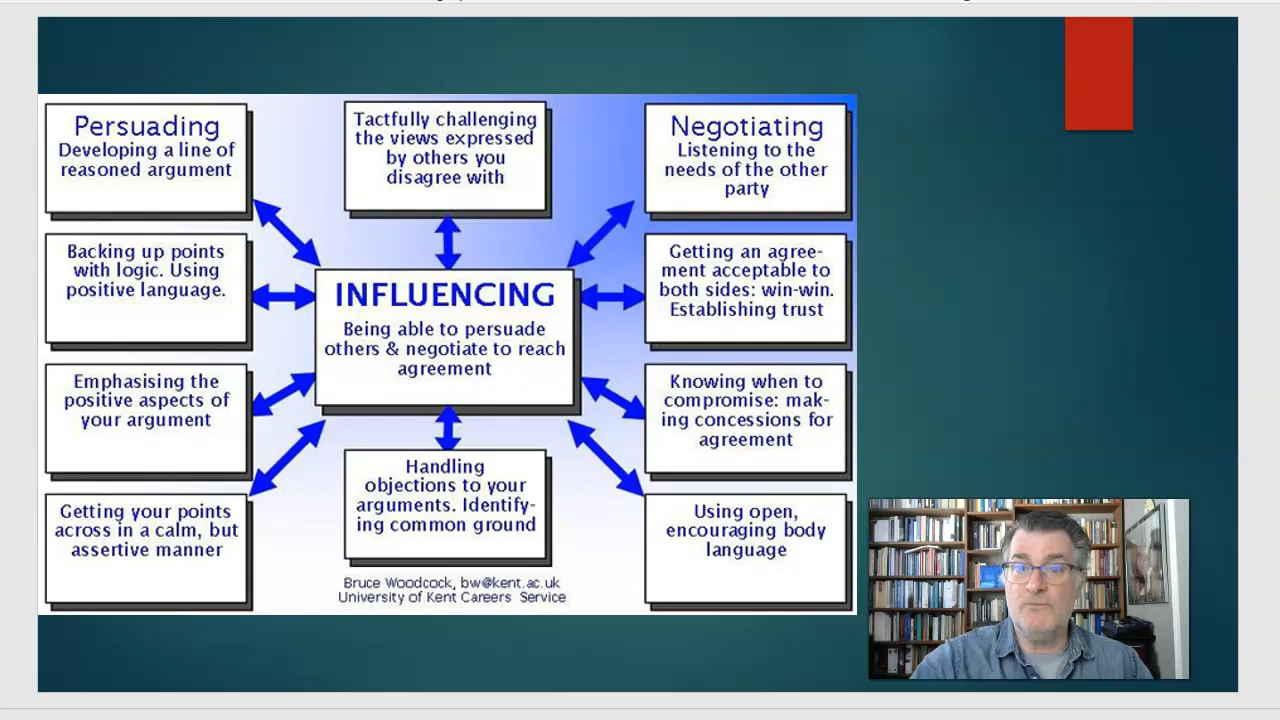 Persuading
Developing a line of
reasoned argument
Tactfully challenging
the views expressed
by others you
disagree with
Negotiating
Listening to the
needs of the other
party
Backing up points
with logic. Using
positive language.
INFLUENCING
Being able to persuade
others & negotiate to reach
agreement
Getting an agree-
ment acceptable to
both sides: win-win.
Establishing trust
Emphasising the
positive aspects of
your argument
Knowing when to
compromise: mak-
ing concessions for
agreement
Getting your points
across in a calm, but
assertive manner
Handling
objections to your
arguments. Identify-
ing common ground
Using open,
encouraging body
language
Bruce Woodcock, bw@kent.ac.uk
University of Kent Careers Service